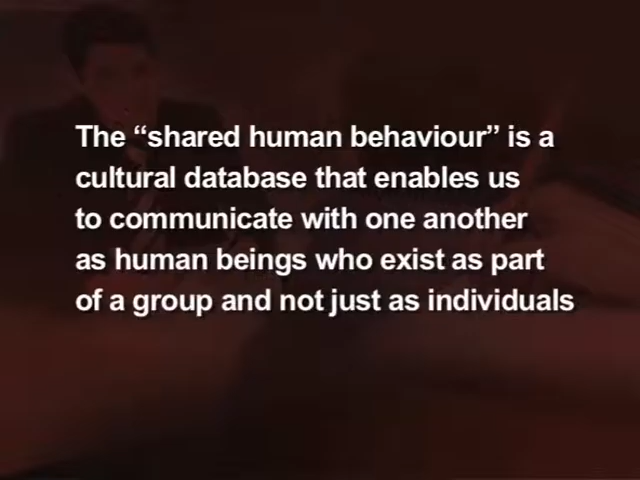 The “shared human behaviour” is a
cultural database that enables us
to communicate with one another
as human beings who exist as part
of a group and not just as individuals